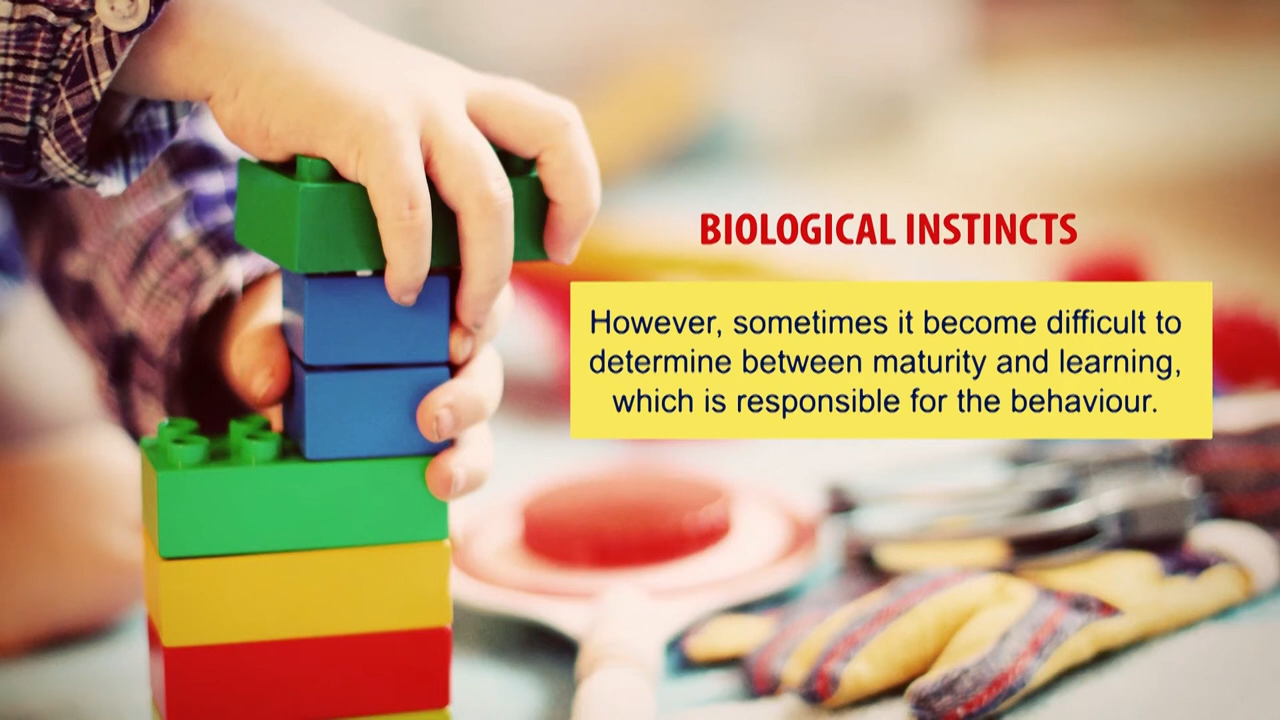 BIOLOGICAL INSTINCTS
However, sometimes it become difficult to
determine between maturity and learning,
which is responsible for the behaviour.